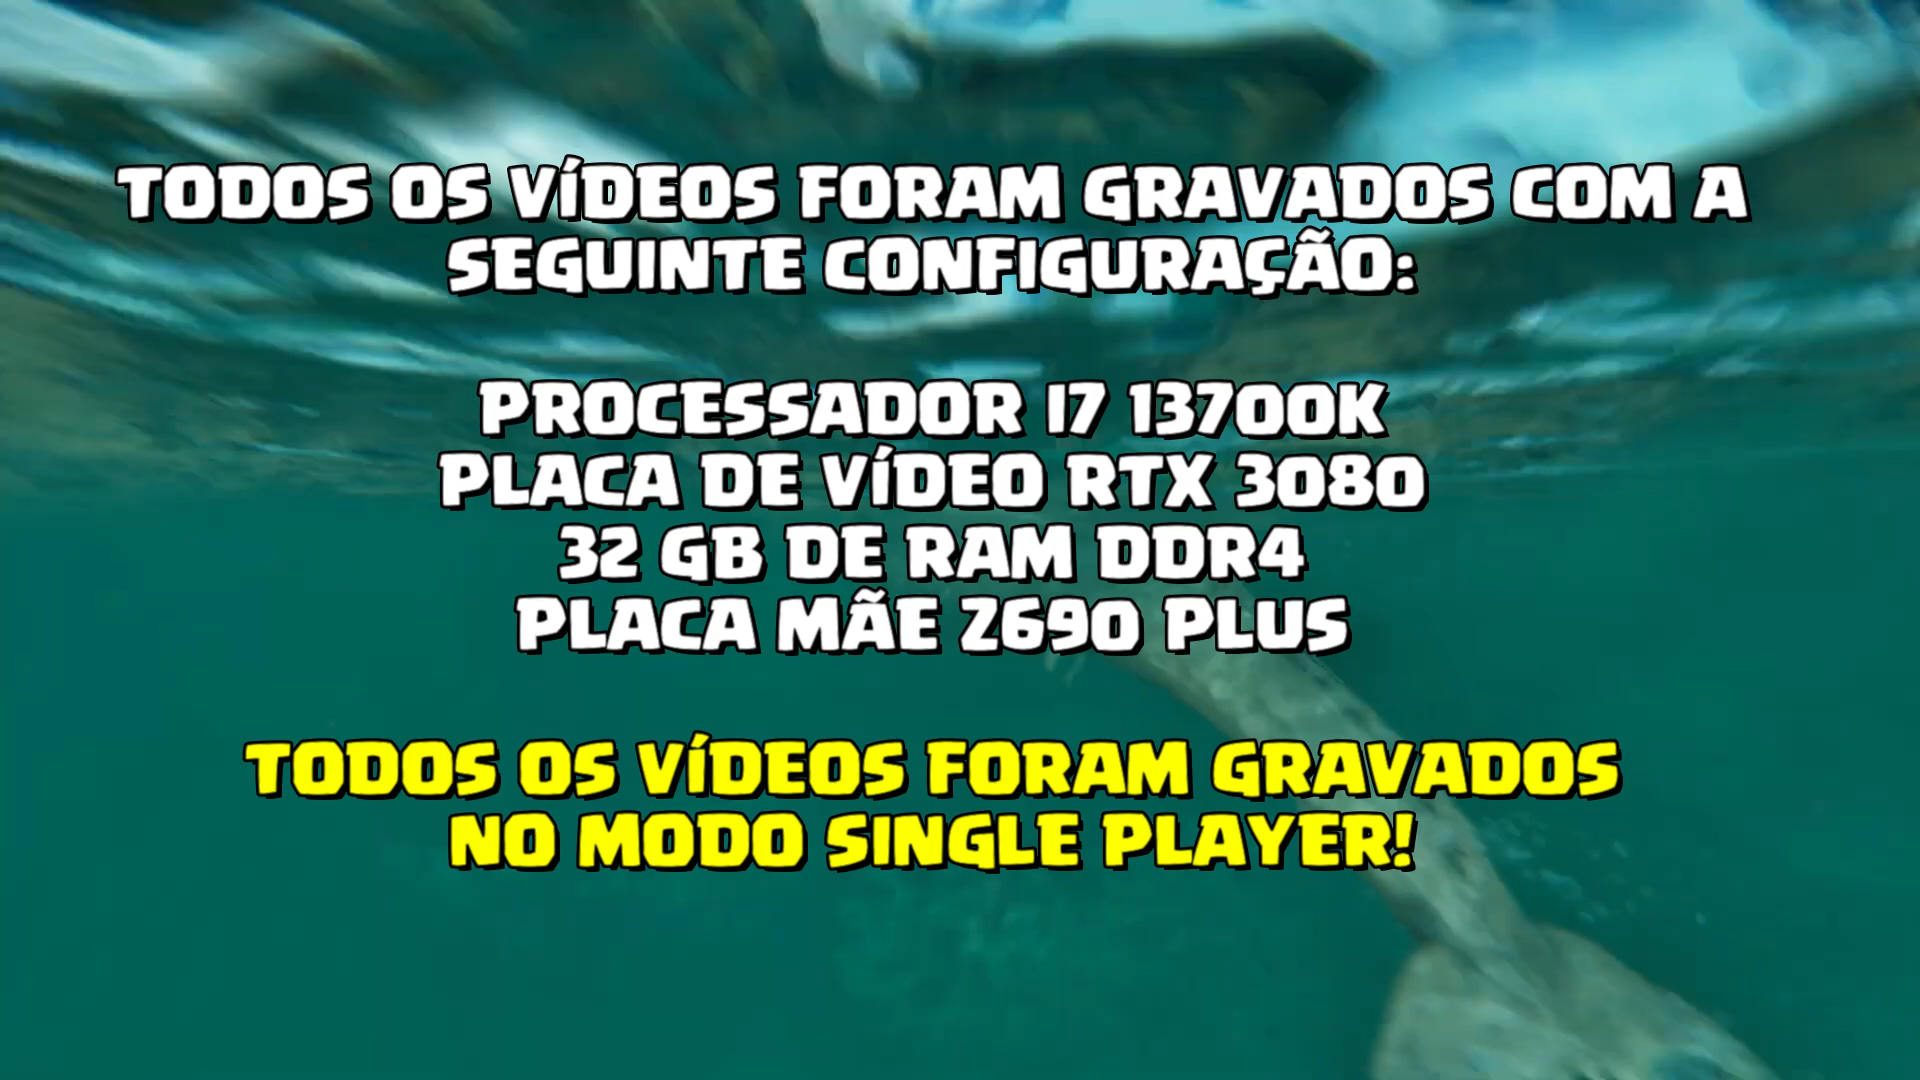 TODOS OS VÍDEOS FORAM GRAVADOS COM A
SEGUINTE CONFIGURAÇÃO:
PROCESSADOR I7 13700K
PLACA DE VÍDEO RTX 3080
32 GB DE RAM DDR4
PLACA MÃE Z690 PLUS
TODOS OS VÍDEOS FORAM GRAVADOS
NO MODO SINGLE PLAYER!